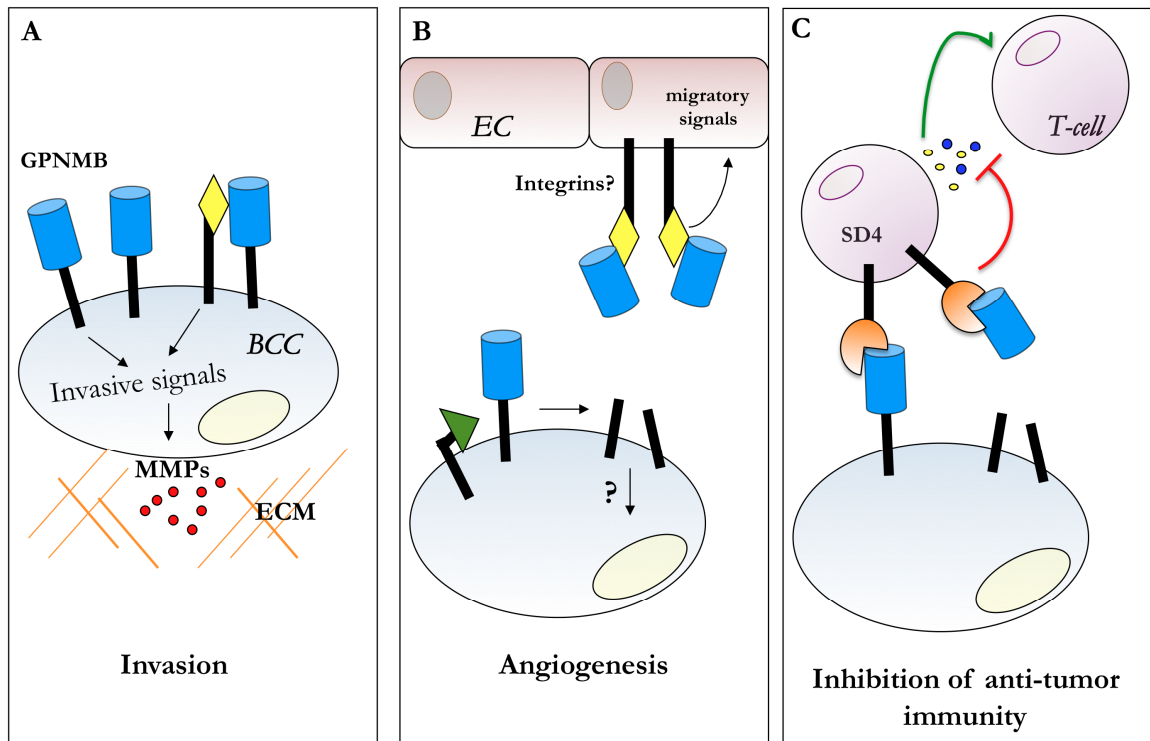 A
GPNMB
BCC
Invasive signals
MMPs
ECM
Invasion
B
EC
migratory
signals
Integrins?
?
Angiogenesis
C
T-cell
SD4
Inhibition of anti-tumor
immunity